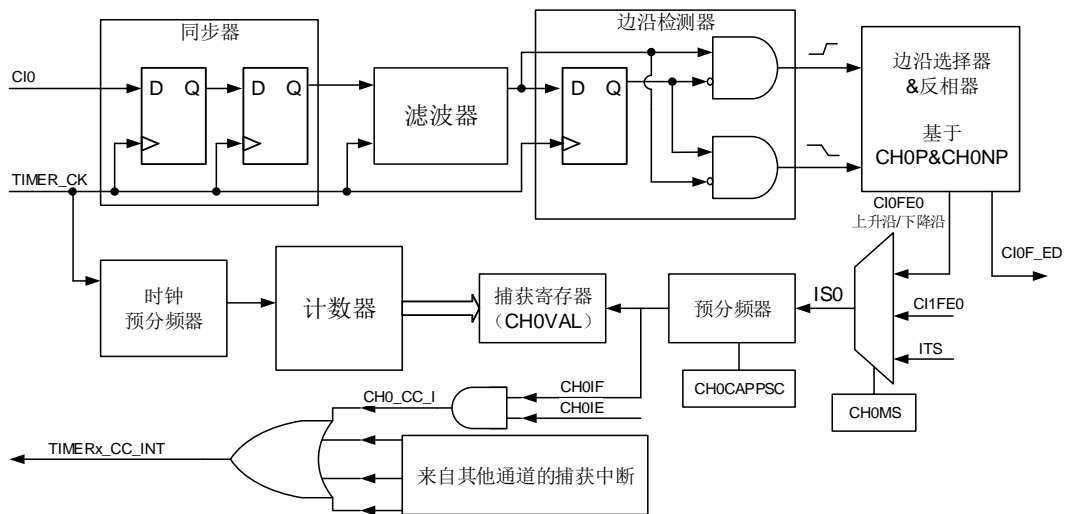 同步器
边沿检测器
CI0
D Q
D Q
滤波器
D Q
边沿选择器
&反相器
基于
CH0P&CH0NP
TIMER_CK
CI0FE0
上升沿/下降沿
CI0F_ED
时钟
预分频器
计数器
捕获寄存器
（CH0VAL）
预分频器
IS0
CI1FE0
ITS
CH0CAPPSC
CH0MS
CH0_CC_I
CH0IF
CH0IE
TIMERx_CC_INT
来自其他通道的捕获中断